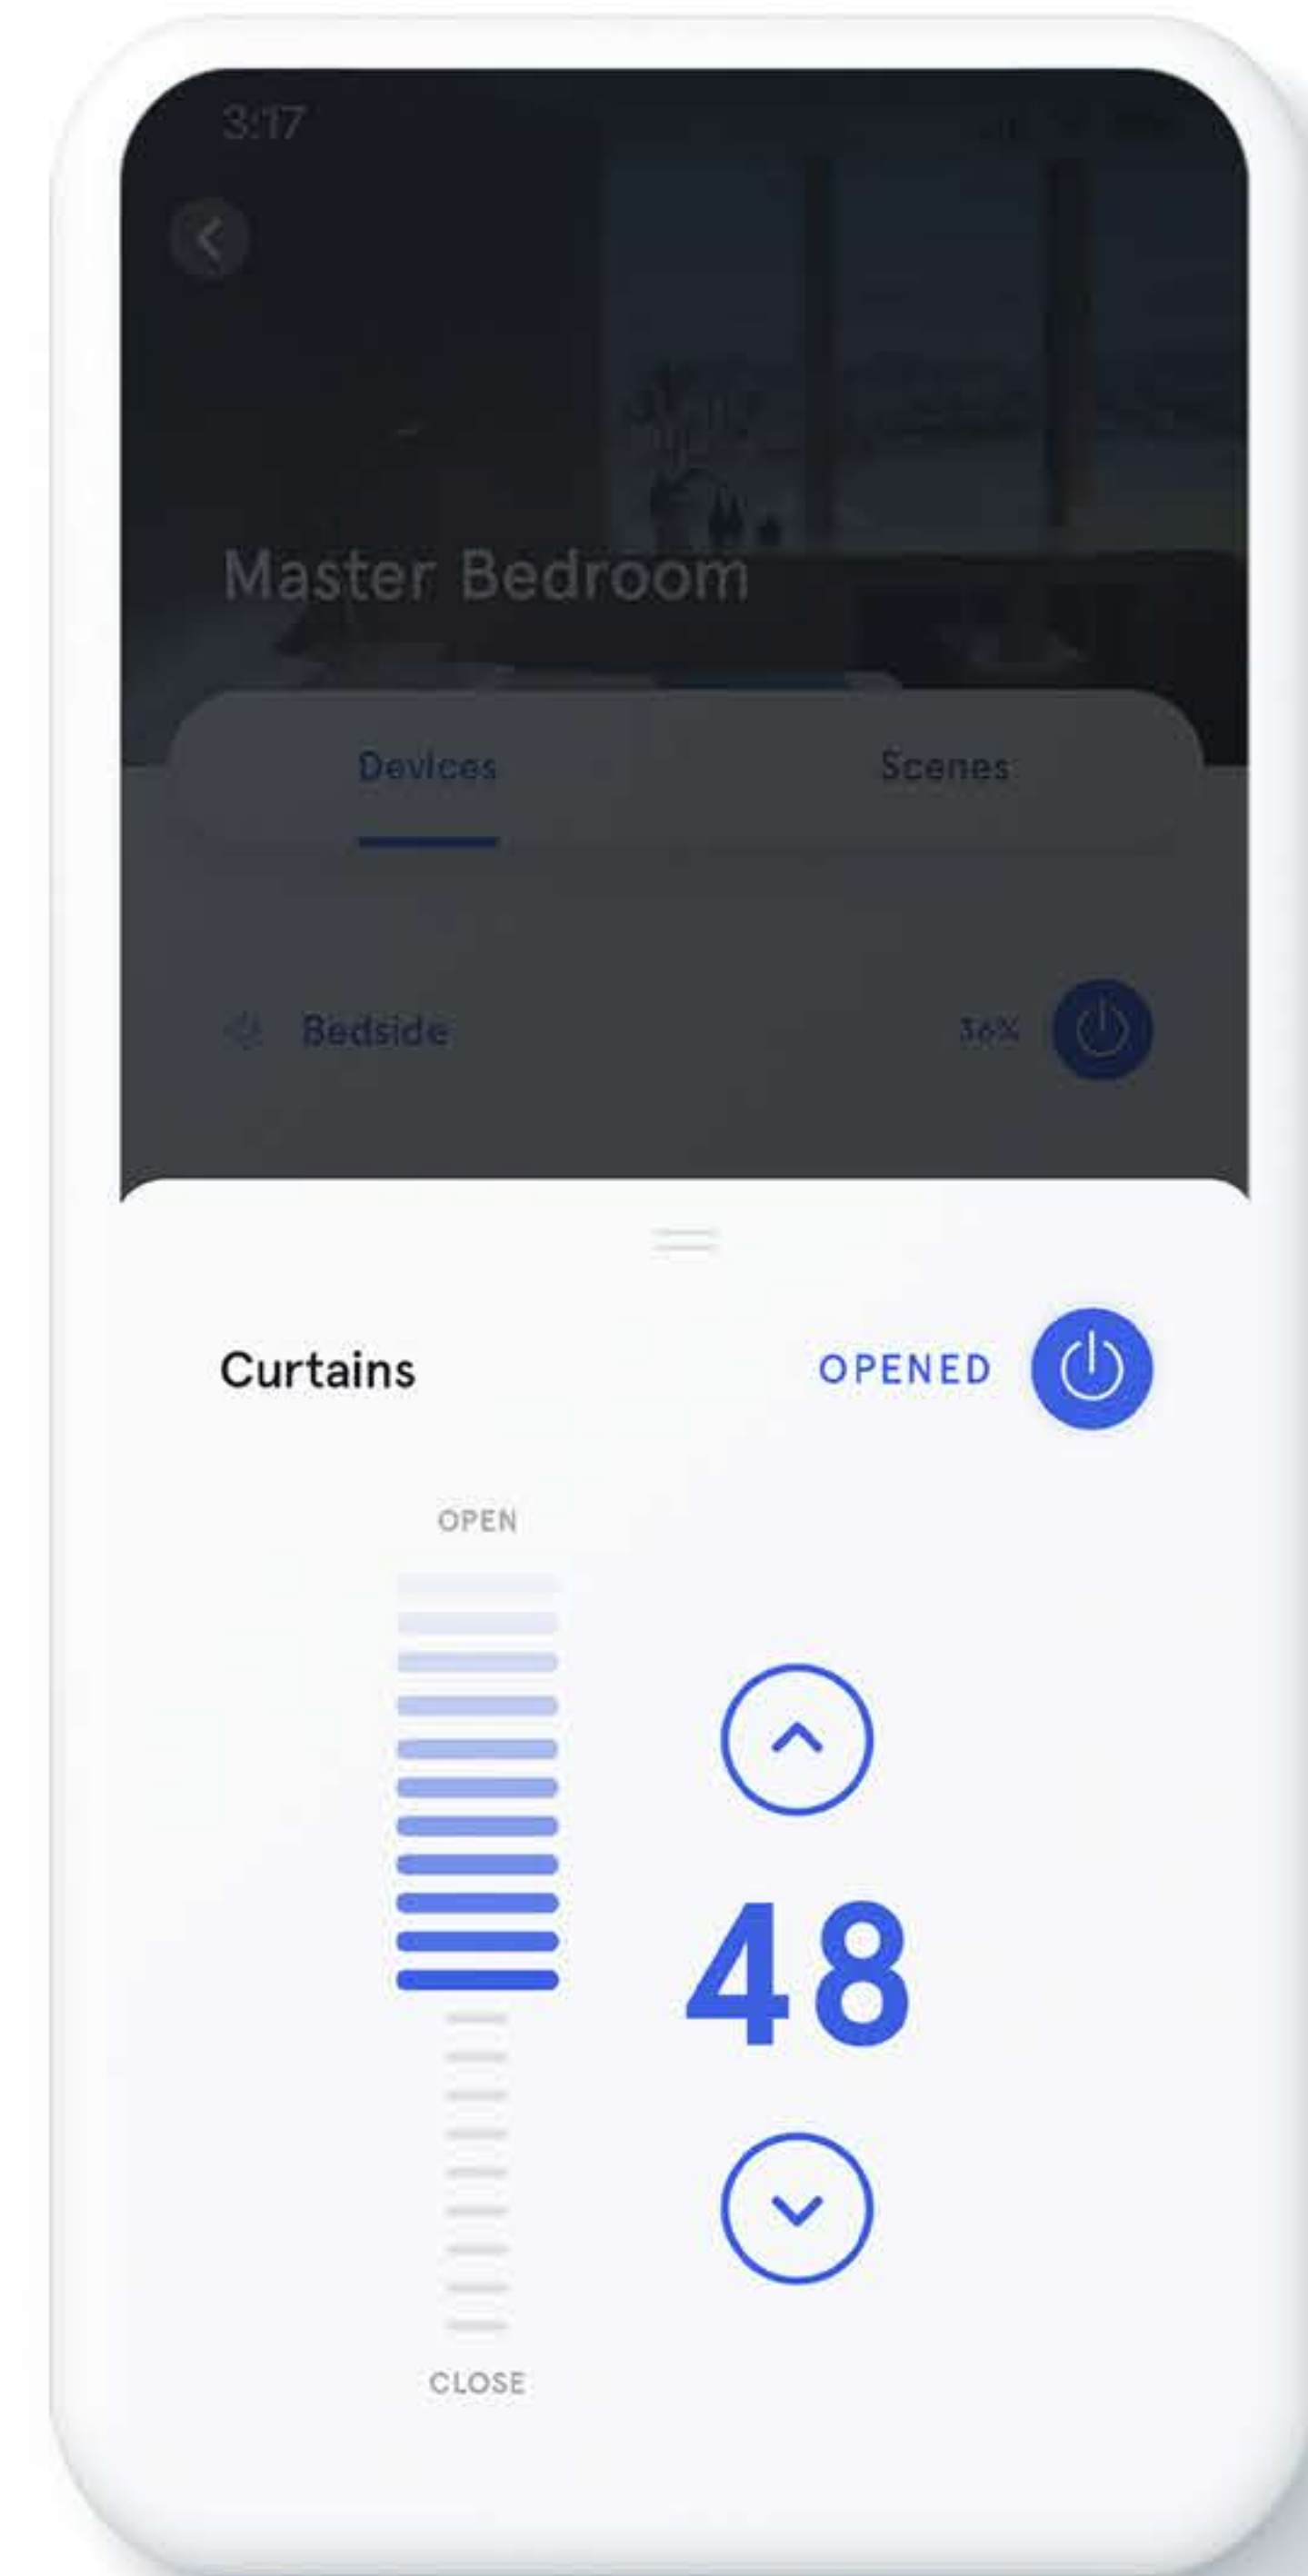 3:17
Master Bedroom
Devices Scenes
Bedside 36%
Curtains OPENED
OPEN
48
CLOSE